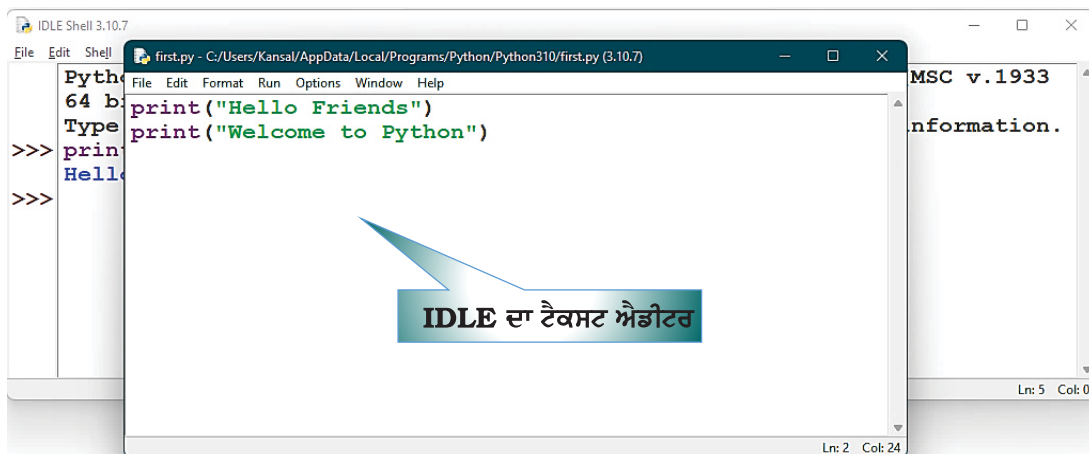 IDLE Shell 3.10.7
File Edit Shell
first.py - C:/Users/Kansal/AppData/Local/Programs/Python/Python310/first.py (3.10.7)
File Edit Format Run Options Window Help
print("Hello Friends")
print("Welcome to Python")
MSC v.1933
64
Type
nformation.
>>>
>>>
IDLE ਦਾ ਟੈਕਸਟ ਐਡੀਟਰ
Ln: 5 Col: 0
Ln: 2 Col: 24